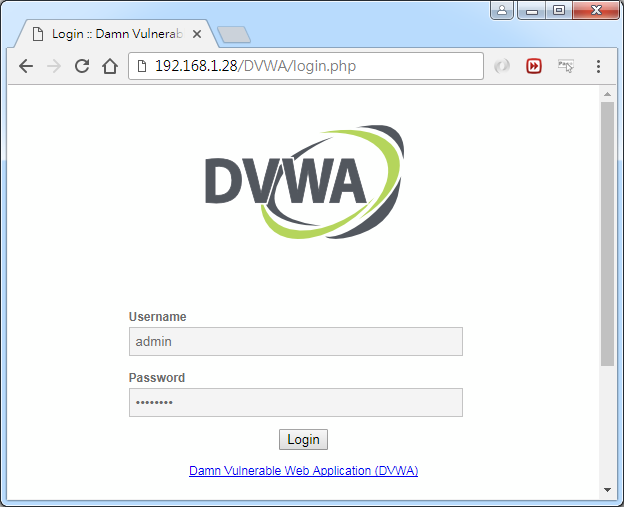 Login :: Damn Vulnerab
192.168.1.28/DVWA/login.php
DVWA
Username
admin
Password
••••••••
Login
Damn Vulnerable Web Application (DVWA)